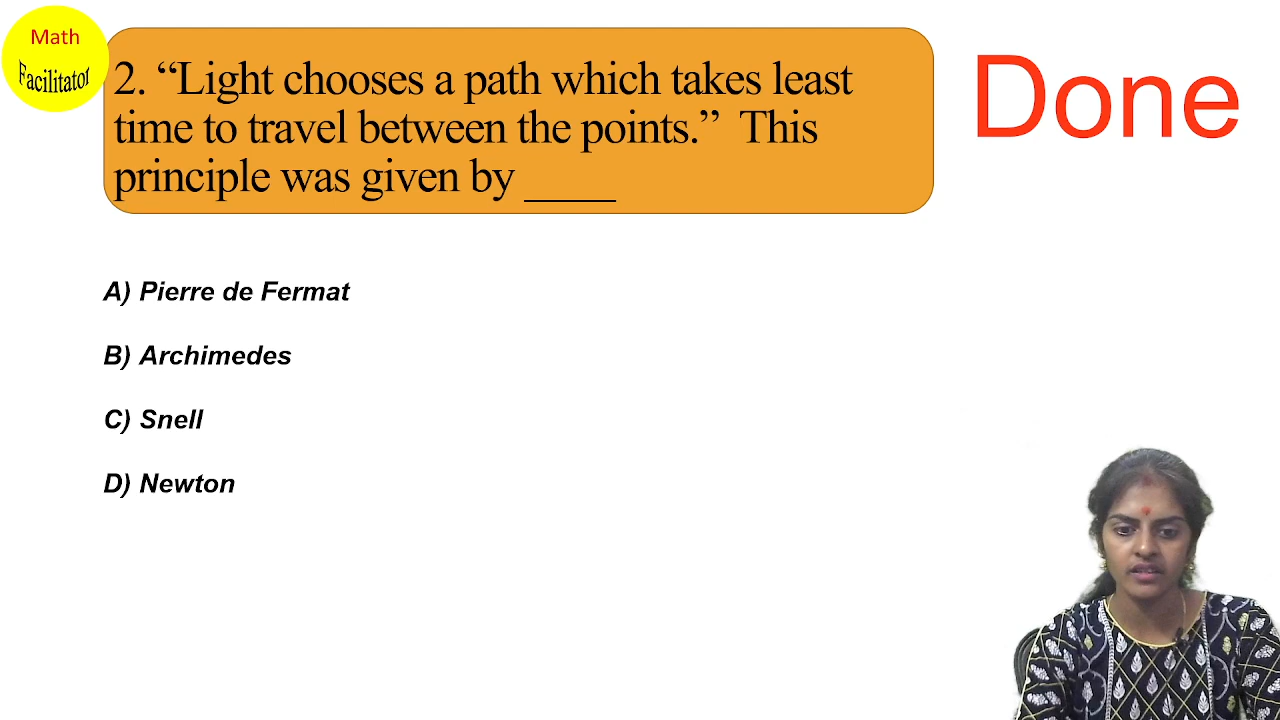 Math
Facilitator
2. “Light chooses a path which takes least
time to travel between the points.”  This
principle was given by _____
Done
A) Pierre de Fermat
B) Archimedes
C) Snell
D) Newton